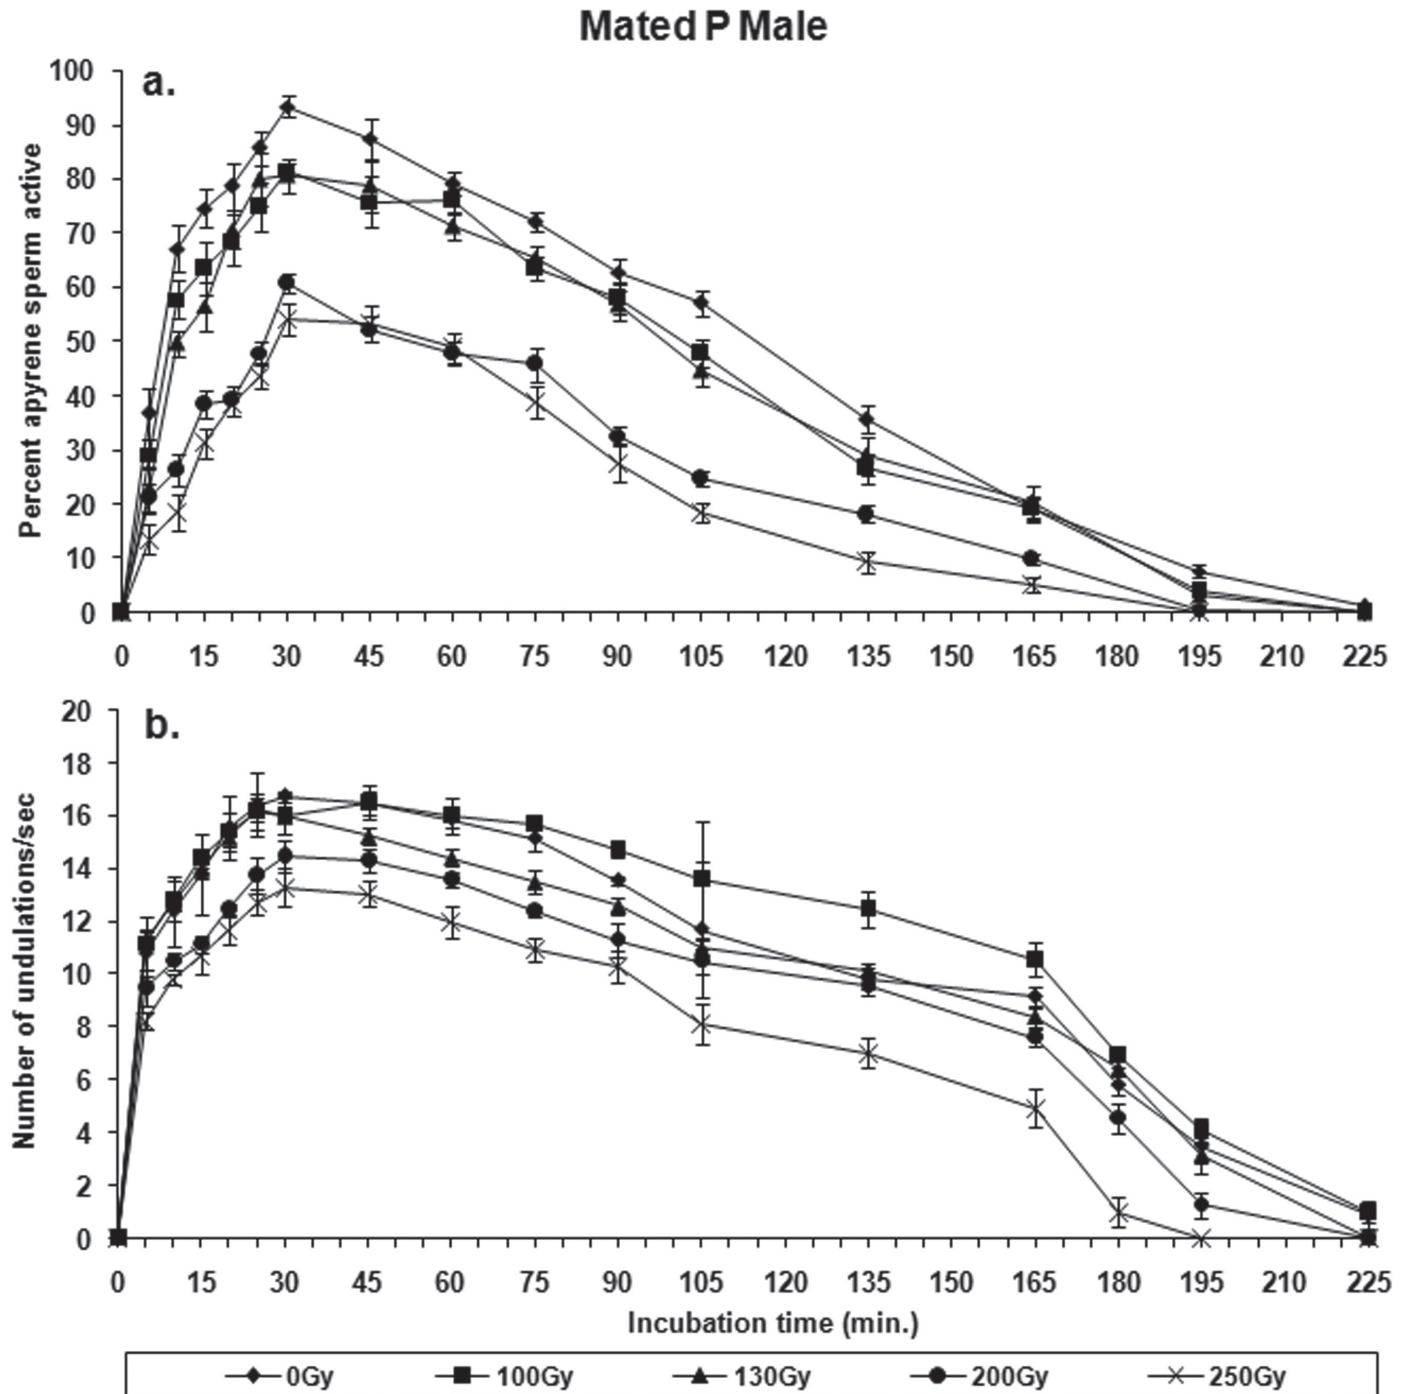 Mated P Male
a.
Percent apyrene sperm active
100
90
80
70
60
50
40
30
20
10
0
0 15 30 45 60 75 90 105 135 150 165 180 195 210 225
b.
Number of undulations/sec
20
18
16
14
12
10
8
6
4
2
0
0 15 30 45 60 75 90 105 120 135 150 165 180 195 210 225
Incubation time (min.)
0Gy 100Gy 130Gy 200Gy 250Gy